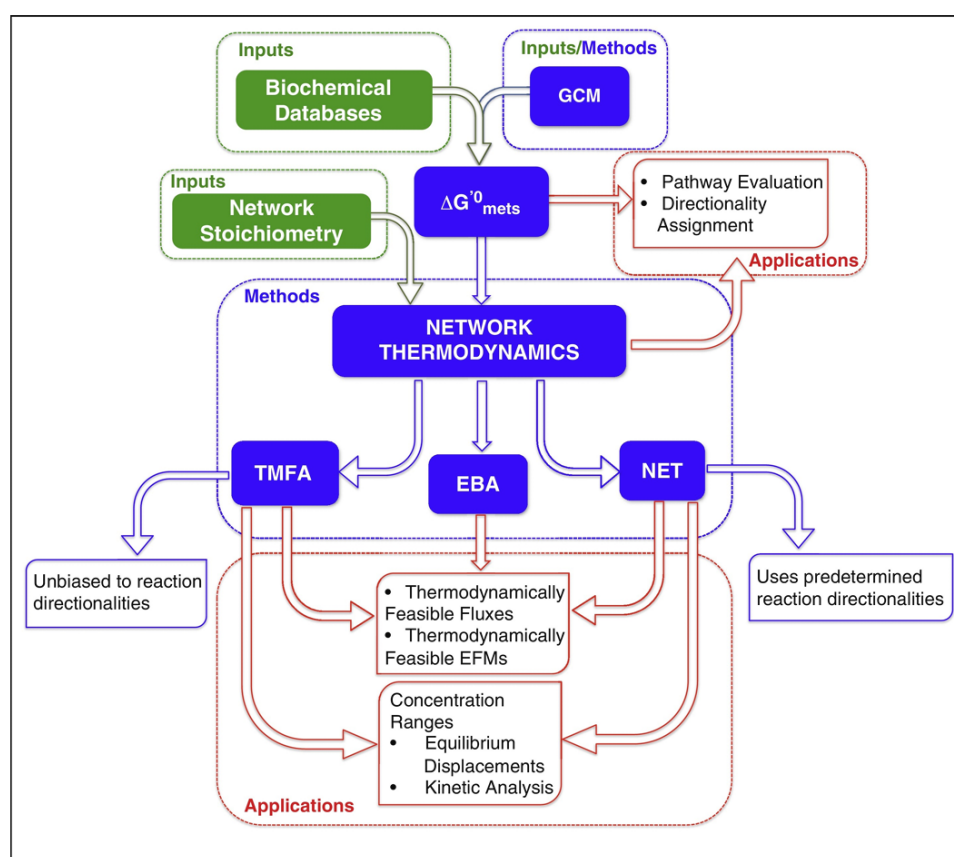 Inputs
Biochemical
Databases
Inputs/Methods
GCM
Inputs
Network
Stoichiometry
ΔG'⁰mets
• Pathway Evaluation
• Directionality
Assignment
Applications
Methods
NETWORK
THERMODYNAMICS
TMFA
EBA
NET
Unbiased to reaction
directionalities
Uses predetermined
reaction directionalities
• Thermodynamically
Feasible Fluxes
• Thermodynamically
Feasible EFMs
Concentration
Ranges
• Equilibrium
Displacements
• Kinetic Analysis
Applications